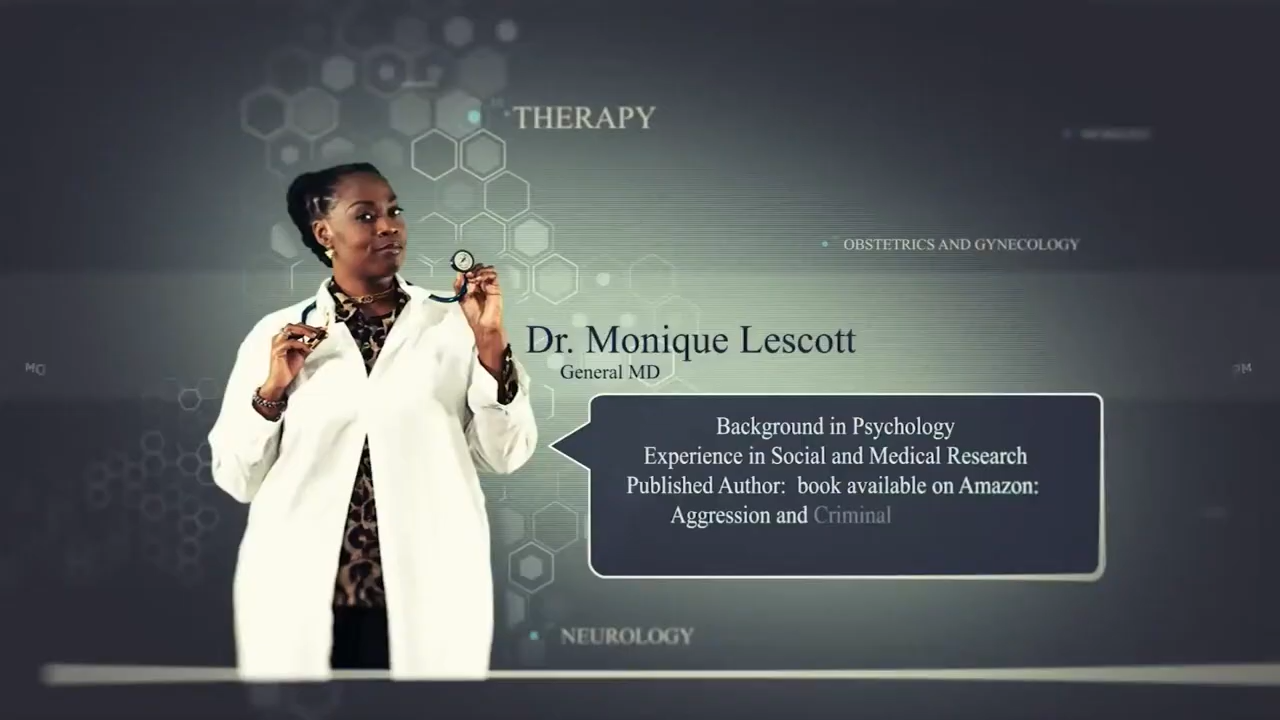 THERAPY
OBSTETRICS AND GYNECOLOGY
Dr. Monique Lescott
General MD
Background in Psychology
Experience in Social and Medical Research
Published Author: book available on Amazon:
Aggression and Criminal
NEUROLOGY